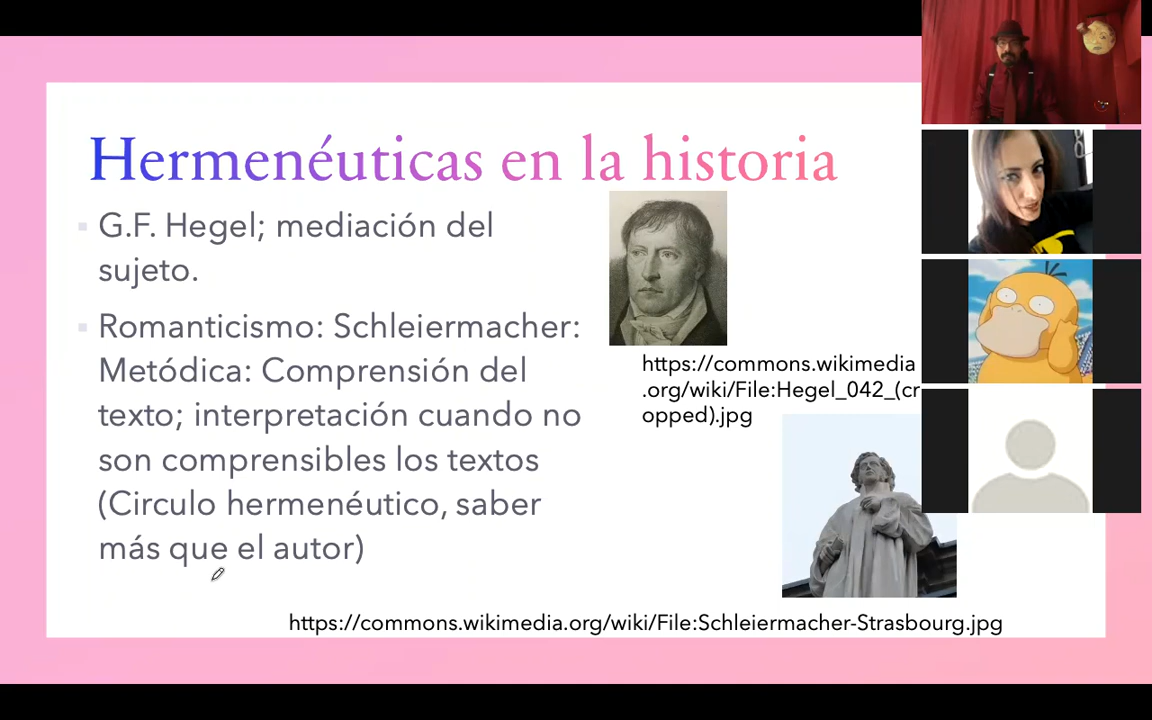 Hermenéuticas en la historia
G.F. Hegel; mediación del
sujeto.
Romanticismo: Schleiermacher:
Metódica: Comprensión del
texto; interpretación cuando no
son comprensibles los textos
(Circulo hermenéutico, saber
más que el autor)
https://commons.wikimedia
.org/wiki/File:Hegel_042_(cr
opped).jpg
https://commons.wikimedia.org/wiki/File:Schleiermacher-Strasbourg.jpg